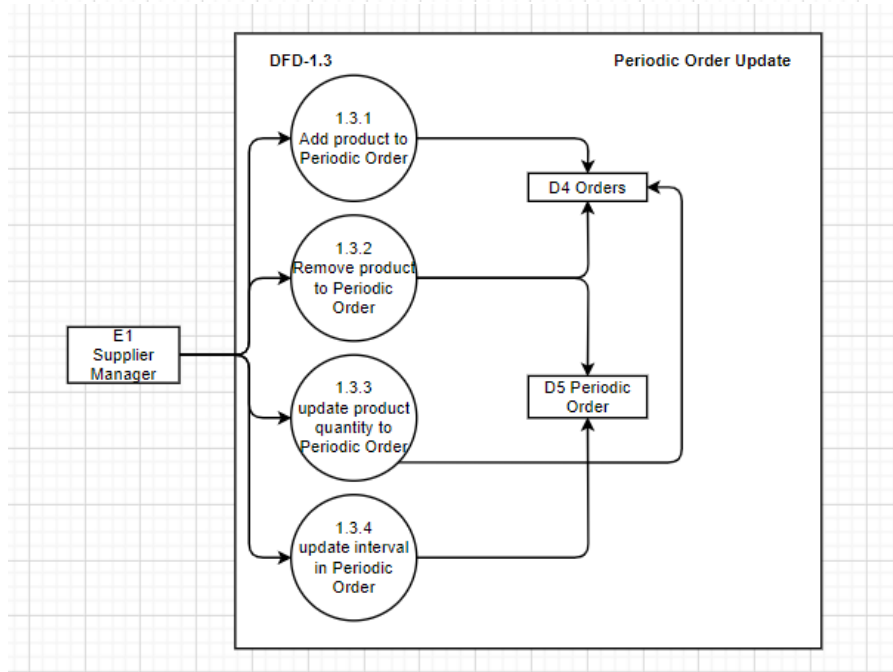 DFD-1.3
Periodic Order Update
1.3.1
Add product to
Periodic Order
D4 Orders
1.3.2
Remove product
to Periodic
Order
E1
Supplier
Manager
1.3.3
update product
quantity to
Periodic Order
D5 Periodic
Order
1.3.4
update interval
in Periodic
Order